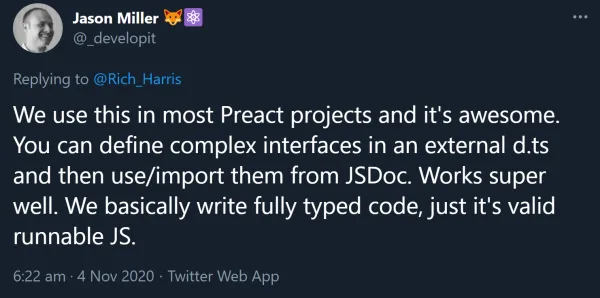 Jason Miller 🦊⚛
@_developit
Replying to @Rich_Harris
We use this in most Preact projects and it's awesome.
You can define complex interfaces in an external d.ts
and then use/import them from JSDoc. Works super
well. We basically write fully typed code, just it's valid
runnable JS.
6:22 am · 4 Nov 2020 · Twitter Web App